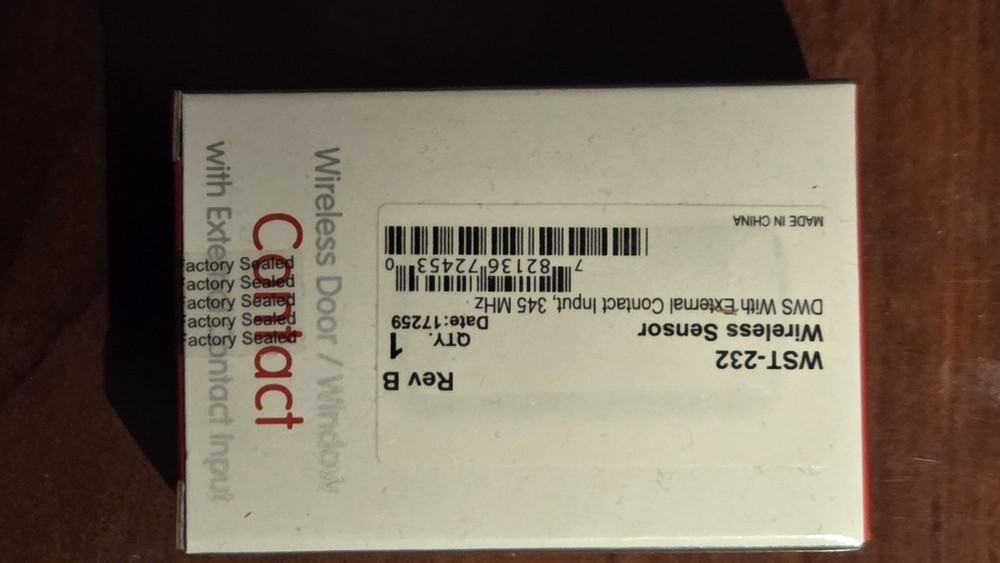 Wireless Door / Window
Contact
with External Contact Input
Factory Sealed
Factory Sealed
Factory Sealed
Factory Sealed
Factory Sealed
WST-232
Rev B
Wireless Sensor
QTY. 1
DWS With External Contact Input, 345 MHz
Date:17259
7 82136 72453 0
MADE IN CHINA